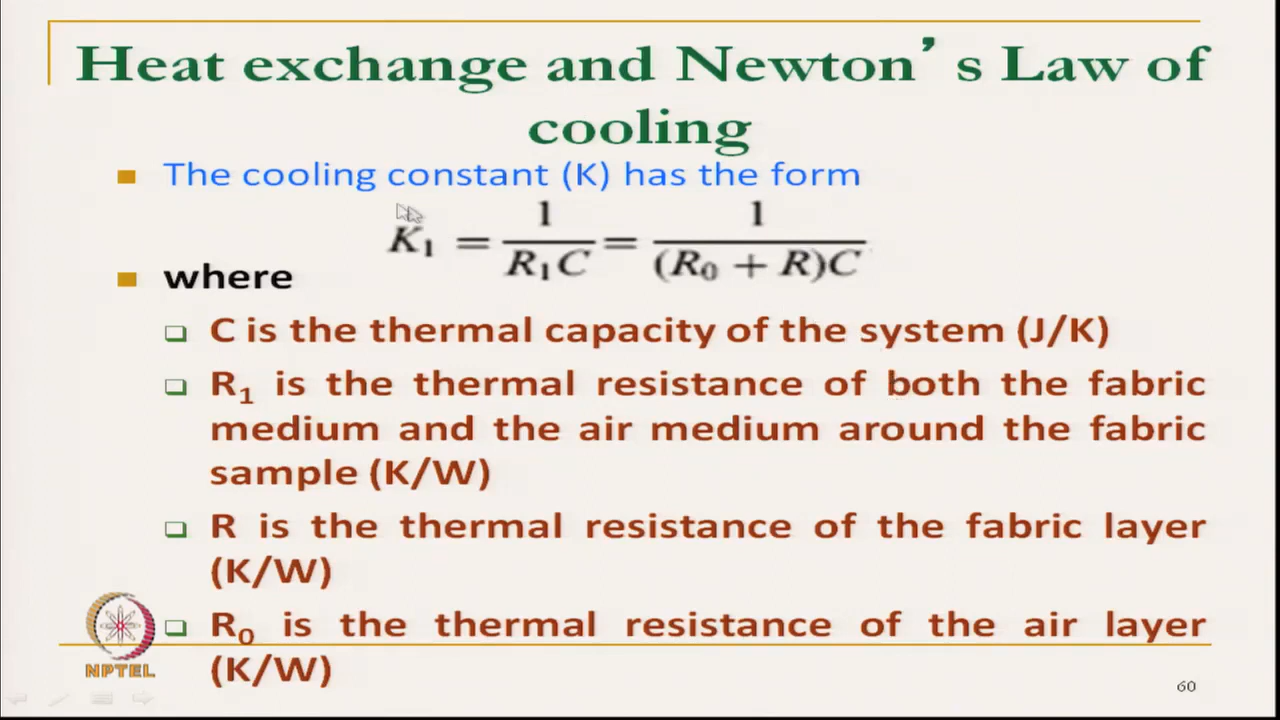 Heat exchange and Newton's Law of
cooling
The cooling constant (K) has the form
K₁ = 1/(R₁C) = 1/((R₀ + R)C)
where
C is the thermal capacity of the system (J/K)
R₁ is the thermal resistance of both the fabric
medium and the air medium around the fabric
sample (K/W)
R is the thermal resistance of the fabric layer
(K/W)
R₀ is the thermal resistance of the air layer
(K/W)
NPTEL
60